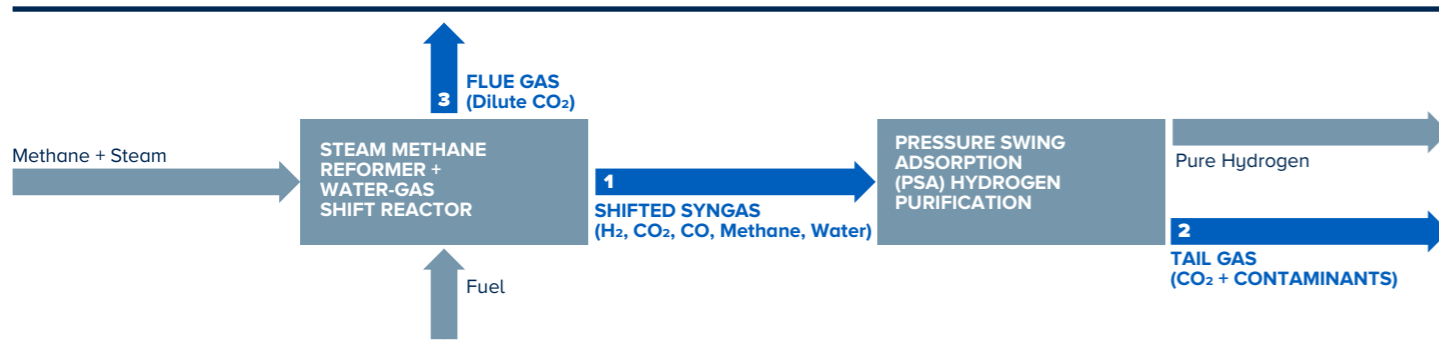 3
FLUE GAS
(Dilute CO₂)
Methane + Steam
STEAM METHANE
REFORMER +
WATER-GAS
SHIFT REACTOR
1
SHIFTED SYNGAS
(H₂, CO₂, CO, Methane, Water)
PRESSURE SWING
ADSORPTION
(PSA) HYDROGEN
PURIFICATION
Pure Hydrogen
2
TAIL GAS
(CO₂ + CONTAMINANTS)
Fuel